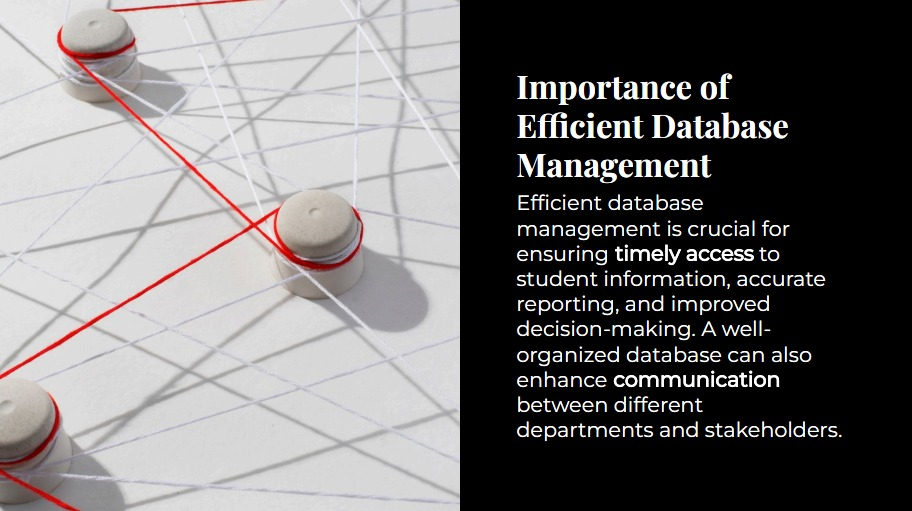 Importance of
Efficient Database
Management
Efficient database
management is crucial for
ensuring timely access to
student information, accurate
reporting, and improved
decision-making. A well-
organized database can also
enhance communication
between different
departments and stakeholders.